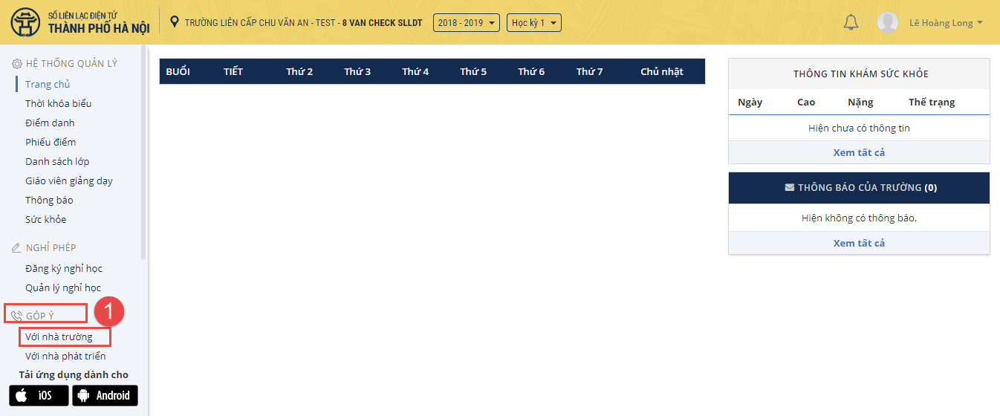 SỔ LIÊN LẠC ĐIỆN TỬ
THÀNH PHỐ HÀ NỘI
TRƯỜNG LIÊN CẤP CHU VĂN AN - TEST - 8 VAN CHECK SLLDT
2018 - 2019
Học kỳ 1
Lê Hoàng Long
HỆ THỐNG QUẢN LÝ
Trang chủ
Thời khóa biểu
Điểm danh
Phiếu điểm
Danh sách lớp
Giáo viên giảng dạy
Thông báo
Sức khỏe
NGHỈ PHÉP
Đăng ký nghỉ học
Quản lý nghỉ học
GÓP Ý
1
Với nhà trường
Với nhà phát triển
Tải ứng dụng dành cho
iOS
Android
BUỔI TIẾT Thứ 2 Thứ 3 Thứ 4 Thứ 5 Thứ 6 Thứ 7 Chủ nhật
THÔNG TIN KHÁM SỨC KHỎE
Ngày Cao Nặng Thể trạng
Hiện chưa có thông tin
Xem tất cả
THÔNG BÁO CỦA TRƯỜNG (0)
Hiện không có thông báo.
Xem tất cả